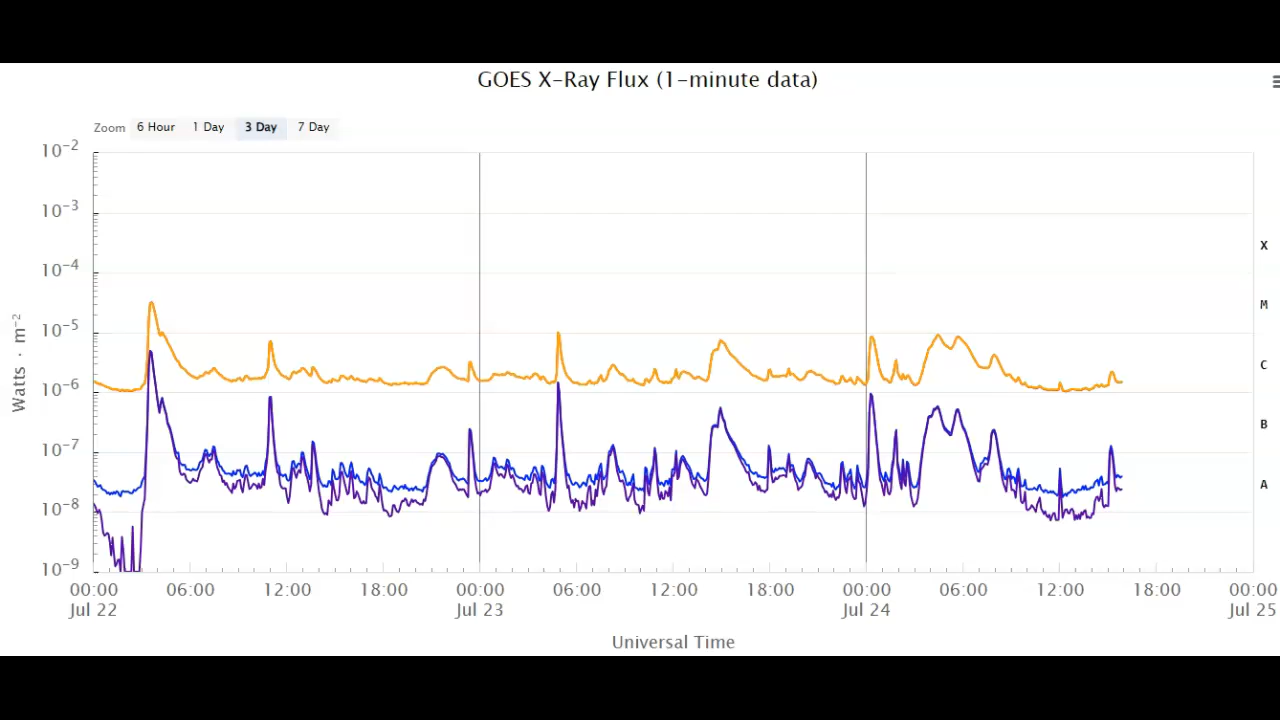 GOES X-Ray Flux (1-minute data)
Zoom 6 Hour 1 Day 3 Day 7 Day
10⁻²
10⁻³
10⁻⁴
10⁻⁵
10⁻⁶
10⁻⁷
10⁻⁸
10⁻⁹
Watts · m⁻²
X
M
C
B
A
00:00 06:00 12:00 18:00 00:00 06:00 12:00 18:00 00:00 06:00 12:00 18:00 00:00
Jul 22 Jul 23 Jul 24 Jul 25
Universal Time